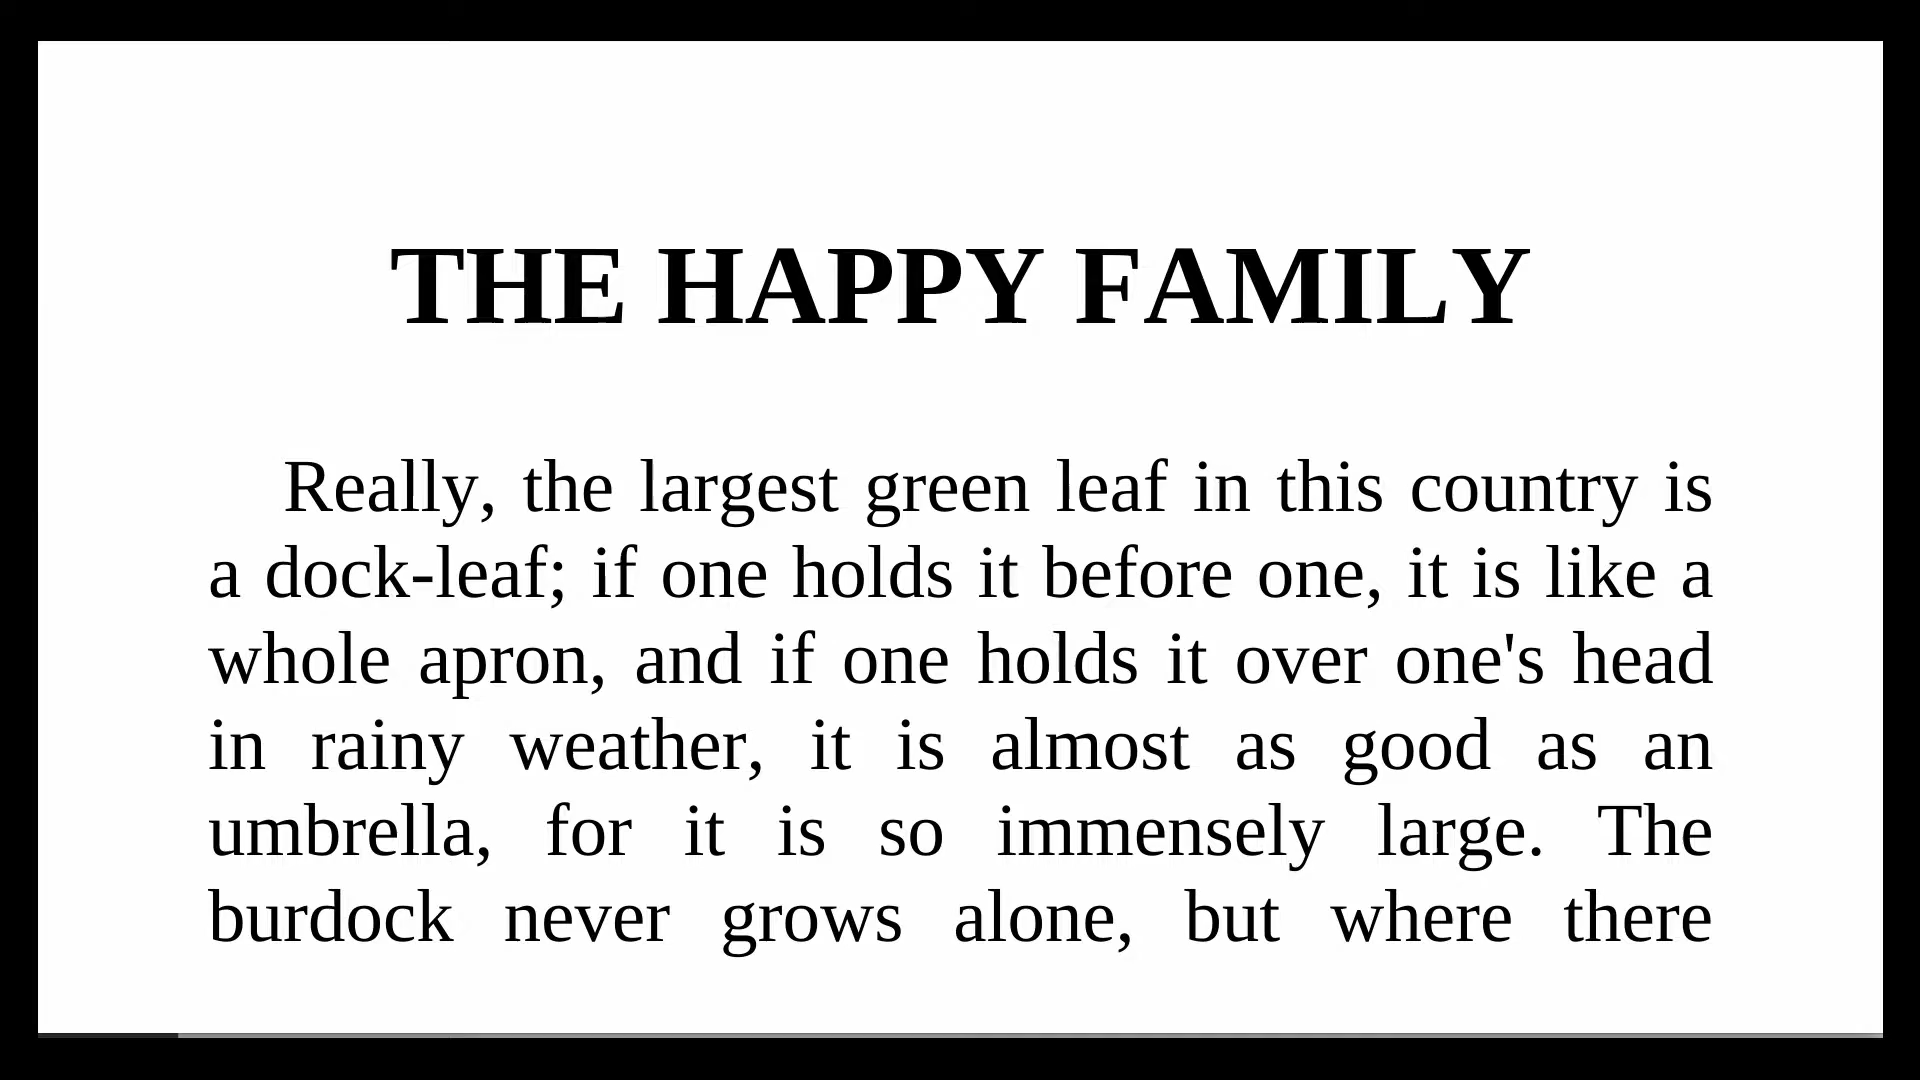 THE HAPPY FAMILY
Really, the largest green leaf in this country is
a dock-leaf; if one holds it before one, it is like a
whole apron, and if one holds it over one's head
in rainy weather, it is almost as good as an
umbrella, for it is so immensely large. The
burdock never grows alone, but where there